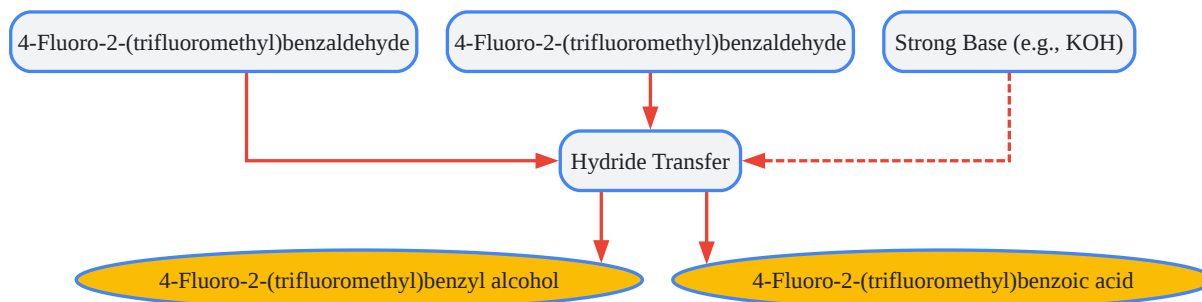 4-Fluoro-2-(trifluoromethyl)benzaldehyde
4-Fluoro-2-(trifluoromethyl)benzaldehyde
Strong Base (e.g., KOH)
Hydride Transfer
4-Fluoro-2-(trifluoromethyl)benzyl alcohol
4-Fluoro-2-(trifluoromethyl)benzoic acid